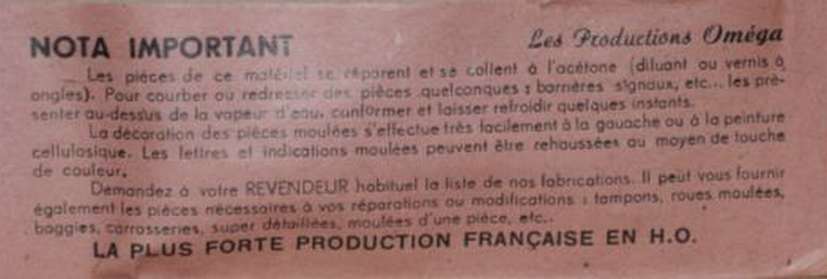 NOTA IMPORTANT Les Productions Oméga
Les pièces de ce matériel se réparent et se collent à l'acétone (diluant ou vernis à
ongles). Pour courber ou redresser des pièces quelconques : barrières signaux, etc... les pré-
senter au-dessus de la vapeur d'eau, conformer et laisser refroidir quelques instants.
La décoration des pièces moulées s'effectue très facilement à la gouache ou à la peinture
cellulosique. Les lettres et indications moulées peuvent être rehaussées au moyen de touche
de couleur.
Demandez à votre REVENDEUR habituel la liste de nos fabrications. Il peut vous fournir
également les pièces nécessaires à vos réparations ou modifications : tampons, roues moulées,
boggies, carrosseries, super détaillées, moulées d'une pièce, etc..
LA PLUS FORTE PRODUCTION FRANÇAISE EN H.O.